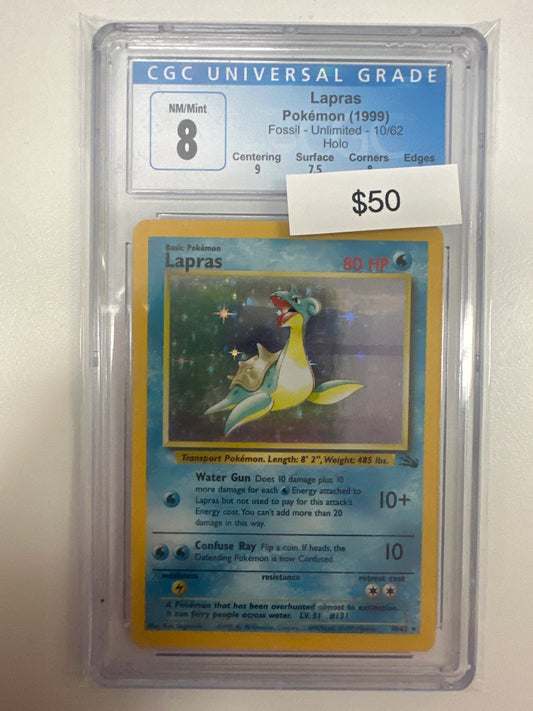 CGC UNIVERSAL GRADE
NM/Mint
8
Lapras
Pokémon (1999)
Fossil - Unlimited - 10/62
Holo
Centering Surface Corners Edges
9 7.5 8
$50
Basic Pokémon
Lapras 80 HP
Transport Pokémon. Length: 8' 2", Weight: 485 lbs.
Water Gun Does 10 damage plus 10
more damage for each Energy attached to
Lapras but not used to pay for this attack's
Energy cost. You can't add more than 20
damage in this way.
10+
Confuse Ray Flip a coin. If heads, the
Defending Pokémon is now Confused.
10
weakness resistance retreat cost
A Pokémon that has been overhunted almost to extinction.
It can ferry people across water. LV. 31 #131
10/62